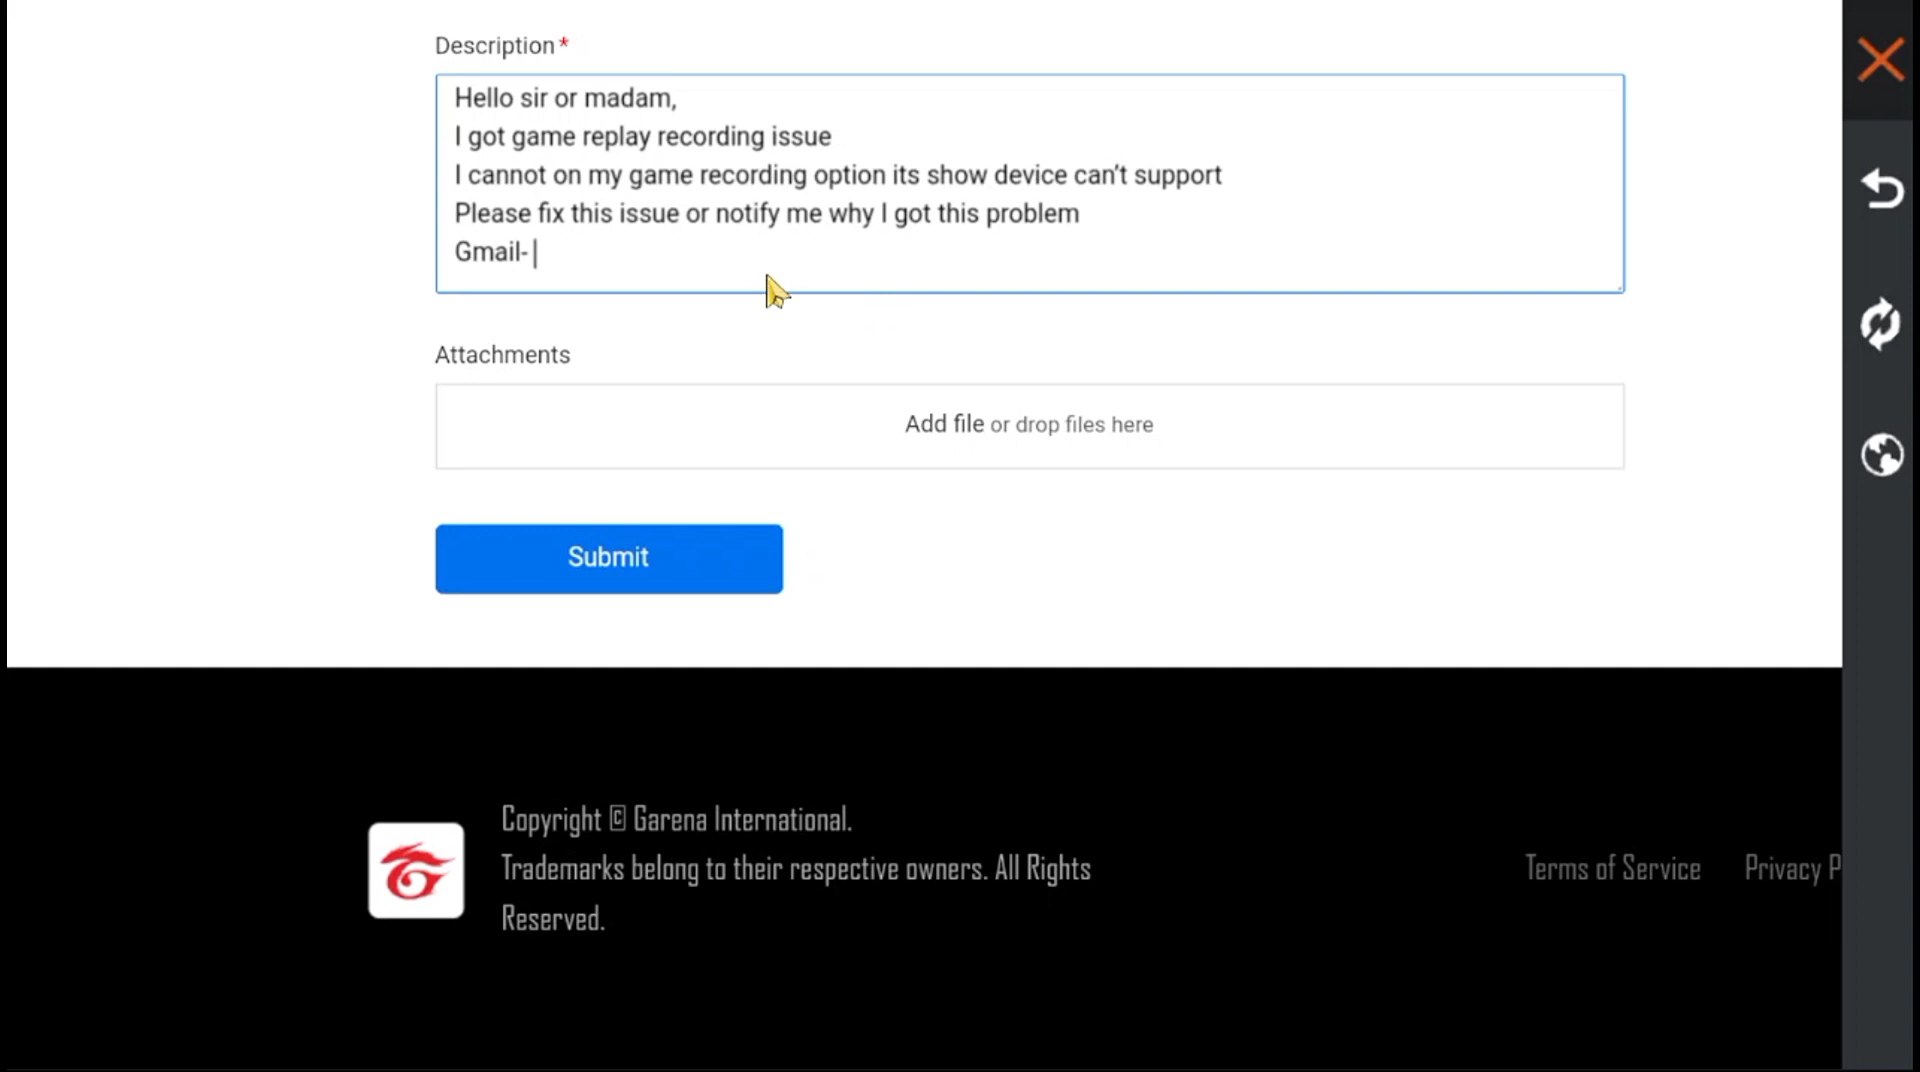 Description*
Hello sir or madam,
I got game replay recording issue
I cannot on my game recording option its show device can’t support
Please fix this issue or notify me why I got this problem
Gmail-
Attachments
Add file or drop files here
Submit
Copyright © Garena International.
Trademarks belong to their respective owners. All Rights
Reserved.
Terms of Service
Privacy P